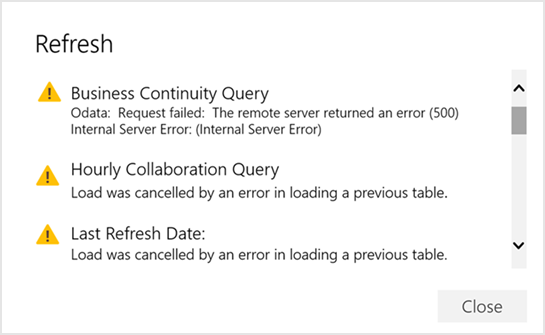 Refresh
Business Continuity Query
Odata: Request failed: The remote server returned an error (500)
Internal Server Error: (Internal Server Error)
Hourly Collaboration Query
Load was cancelled by an error in loading a previous table.
Last Refresh Date:
Load was cancelled by an error in loading a previous table.
Close